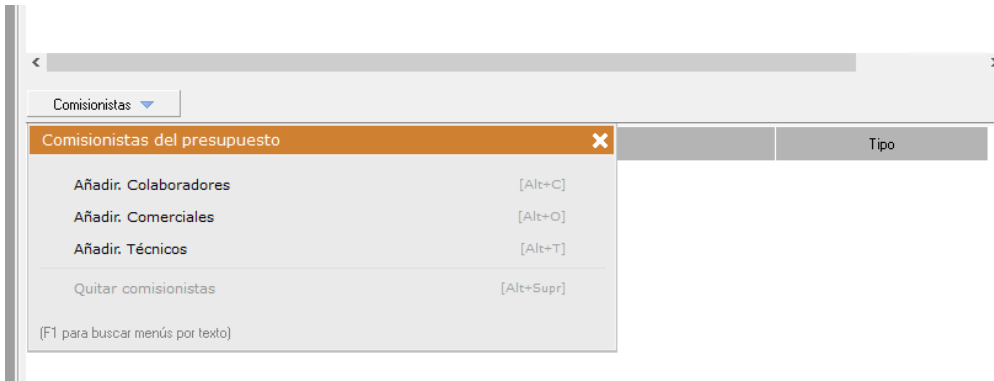 Comisionistas
Comisionistas del presupuesto
Tipo
Añadir. Colaboradores [Alt+C]
Añadir. Comerciales [Alt+O]
Añadir. Técnicos [Alt+T]
Quitar comisionistas [Alt+Supr]
(F1 para buscar menús por texto)